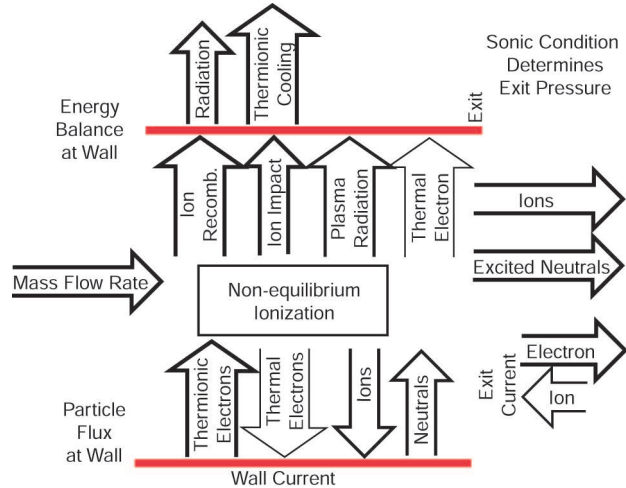 Radiation
Thermionic
Cooling
Sonic Condition
Determines
Exit Pressure
Energy
Balance
at Wall
Exit
Ion
Recomb.
Ion Impact
Plasma
Radiation
Thermal
Electron
Ions
Mass Flow Rate
Excited Neutrals
Non-equilibrium
Ionization
Thermionic
Electrons
Thermal
Electrons
Ions
Neutrals
Exit
Current
Electron
Ion
Particle
Flux
at Wall
Wall Current